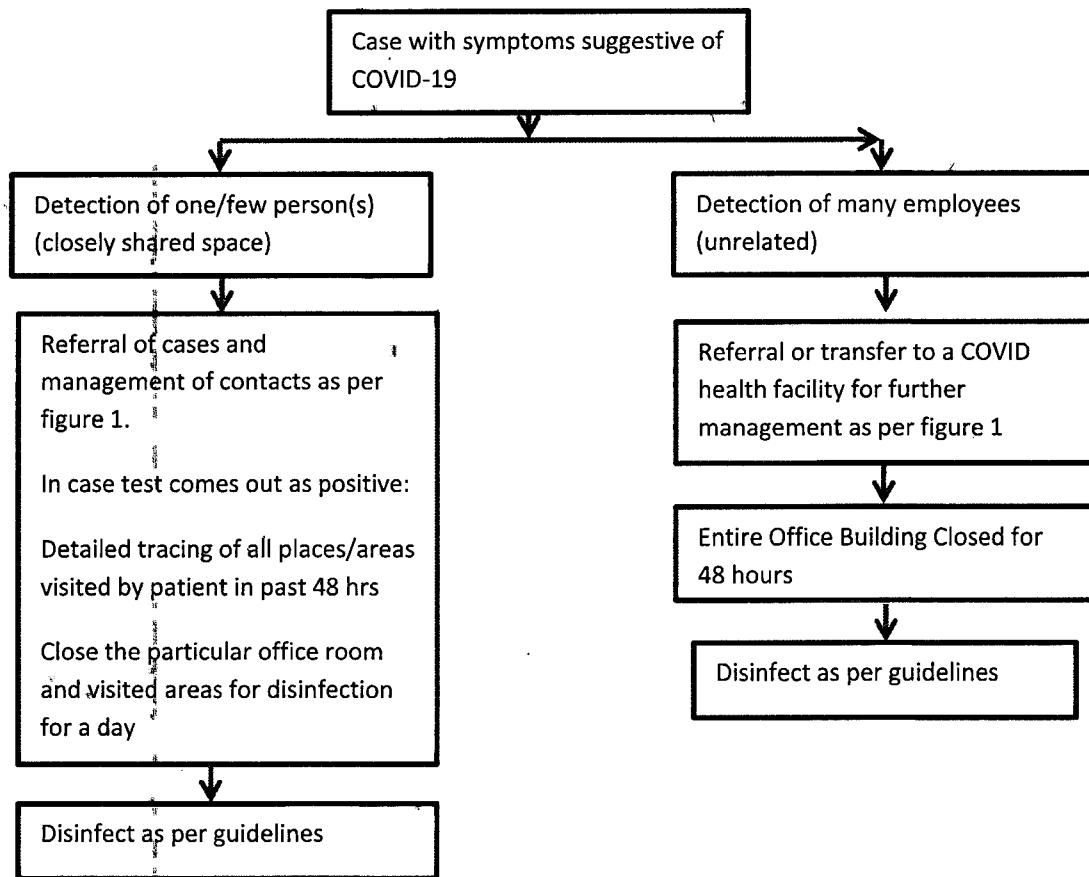 Case with symptoms suggestive of
COVID-19
Detection of one/few person(s)
(closely shared space)
Referral of cases and
management of contacts as per
figure 1.
In case test comes out as positive:
Detailed tracing of all places/areas
visited by patient in past 48 hrs
Close the particular office room
and visited areas for disinfection
for a day
Disinfect as per guidelines
Detection of many employees
(unrelated)
Referral or transfer to a COVID
health facility for further
management as per figure 1
Entire Office Building Closed for
48 hours
Disinfect as per guidelines